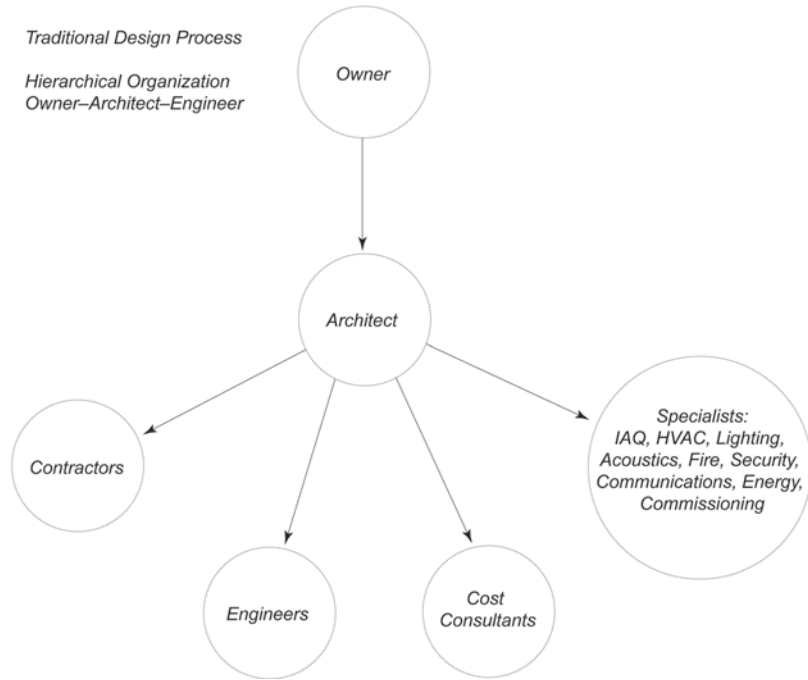 Traditional Design Process
Hierarchical Organization
Owner–Architect–Engineer
Owner
Architect
Contractors
Specialists:
IAQ, HVAC, Lighting,
Acoustics, Fire, Security,
Communications, Energy,
Commissioning
Engineers
Cost
Consultants